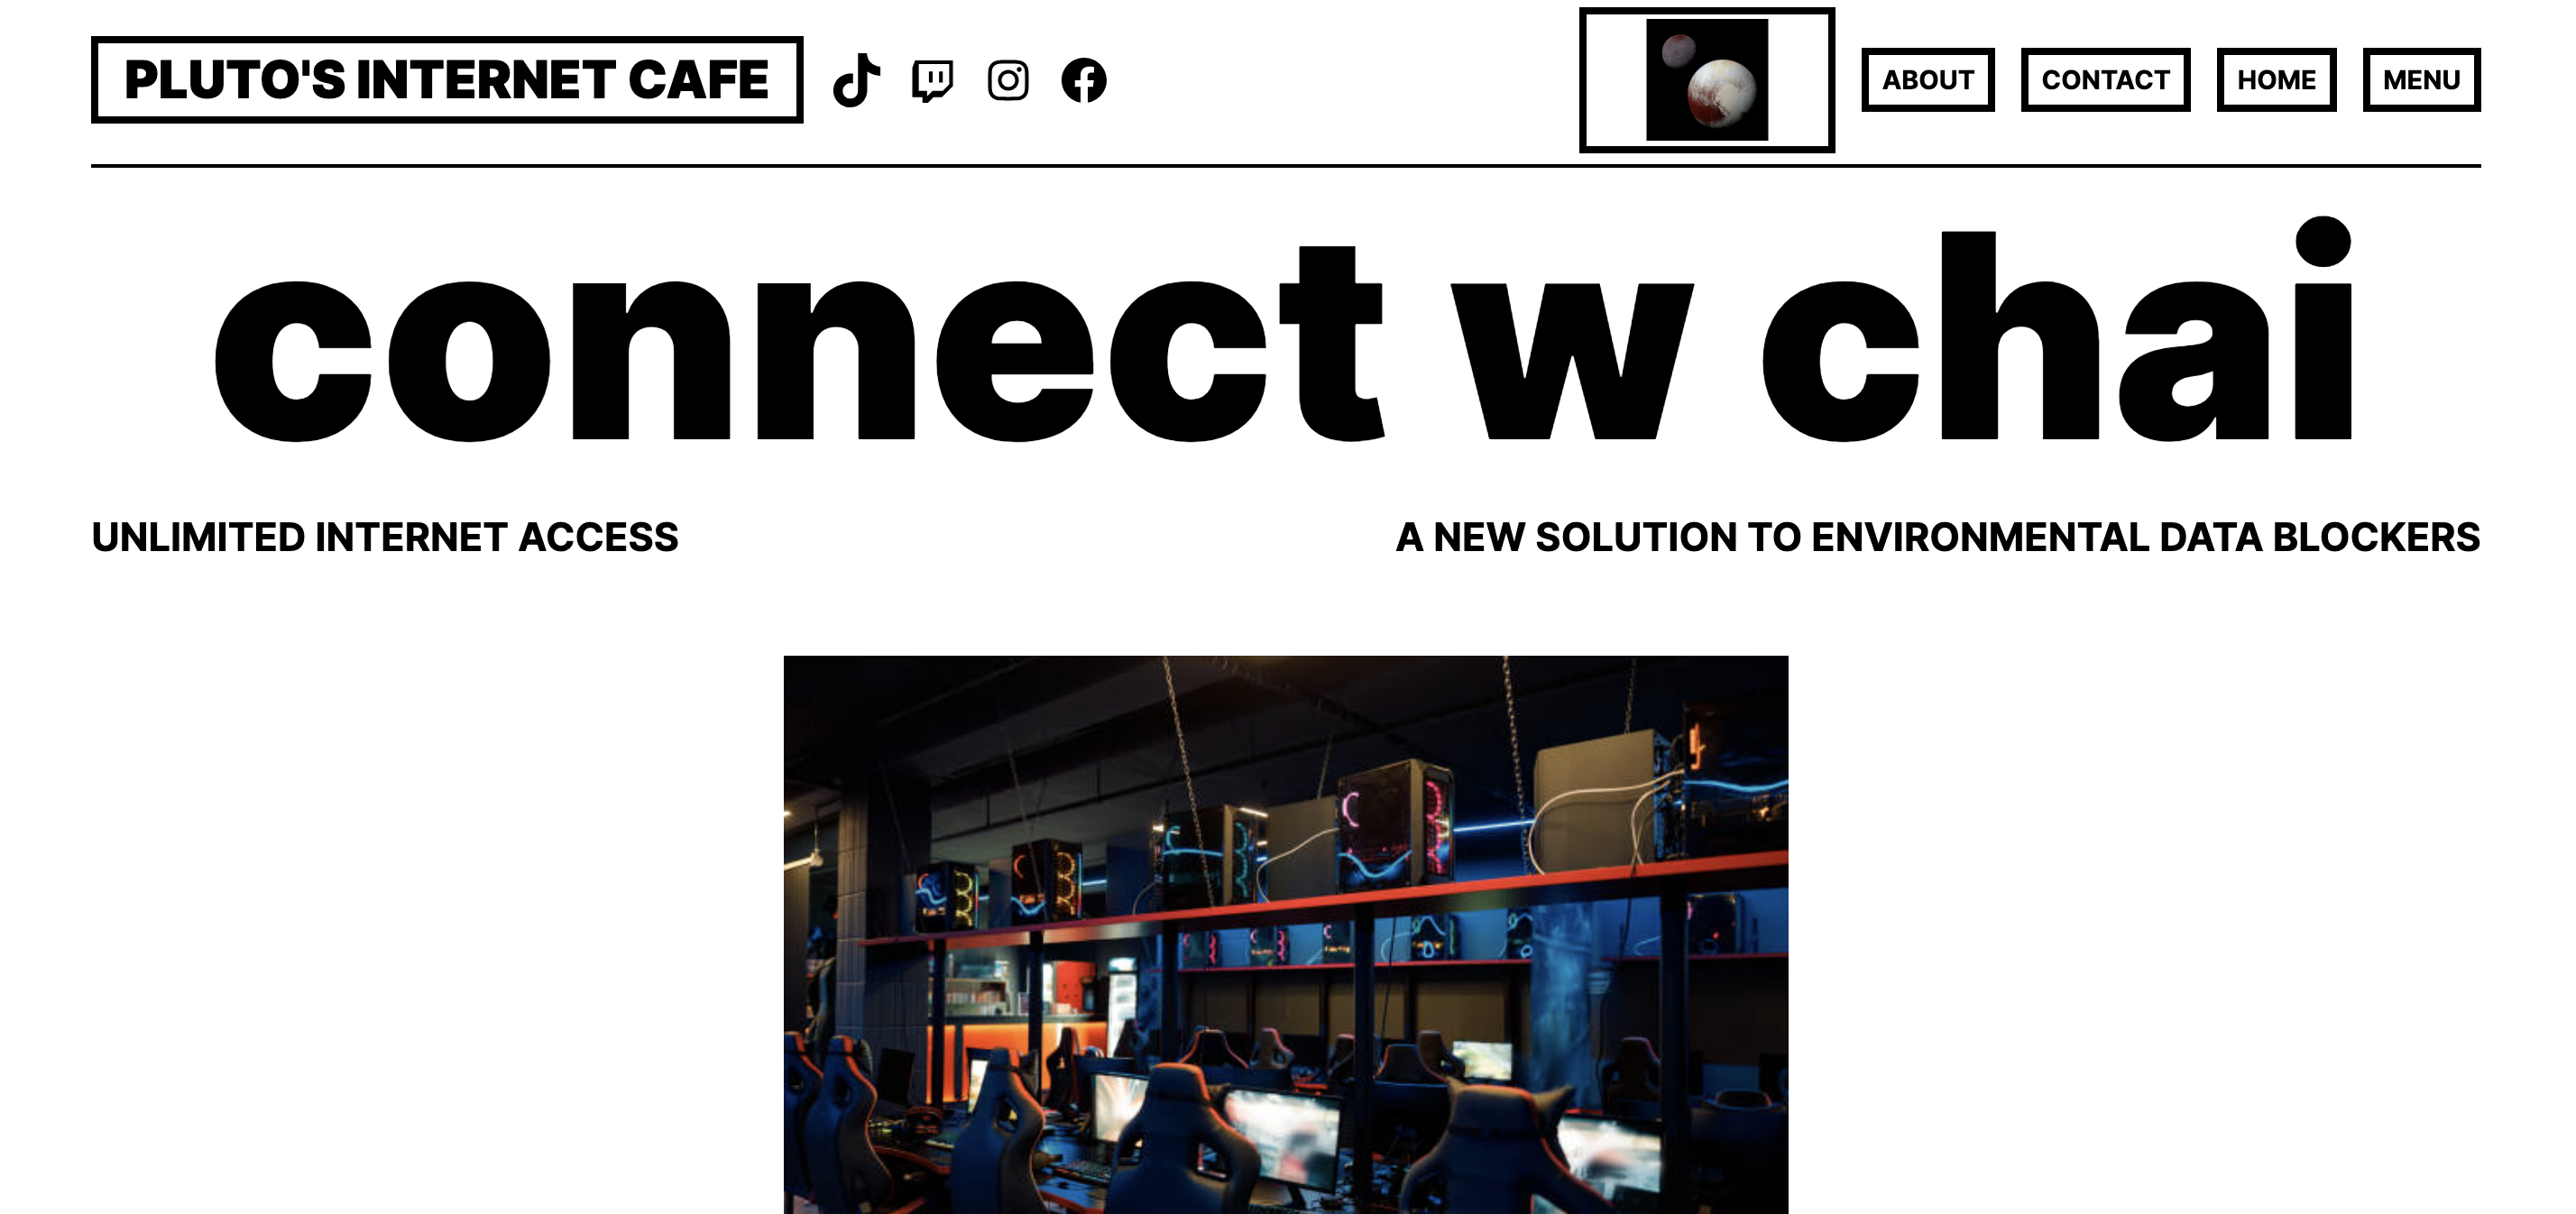 PLUTO'S INTERNET CAFE
ABOUT
CONTACT
HOME
MENU
connect w chai
UNLIMITED INTERNET ACCESS
A NEW SOLUTION TO ENVIRONMENTAL DATA BLOCKERS